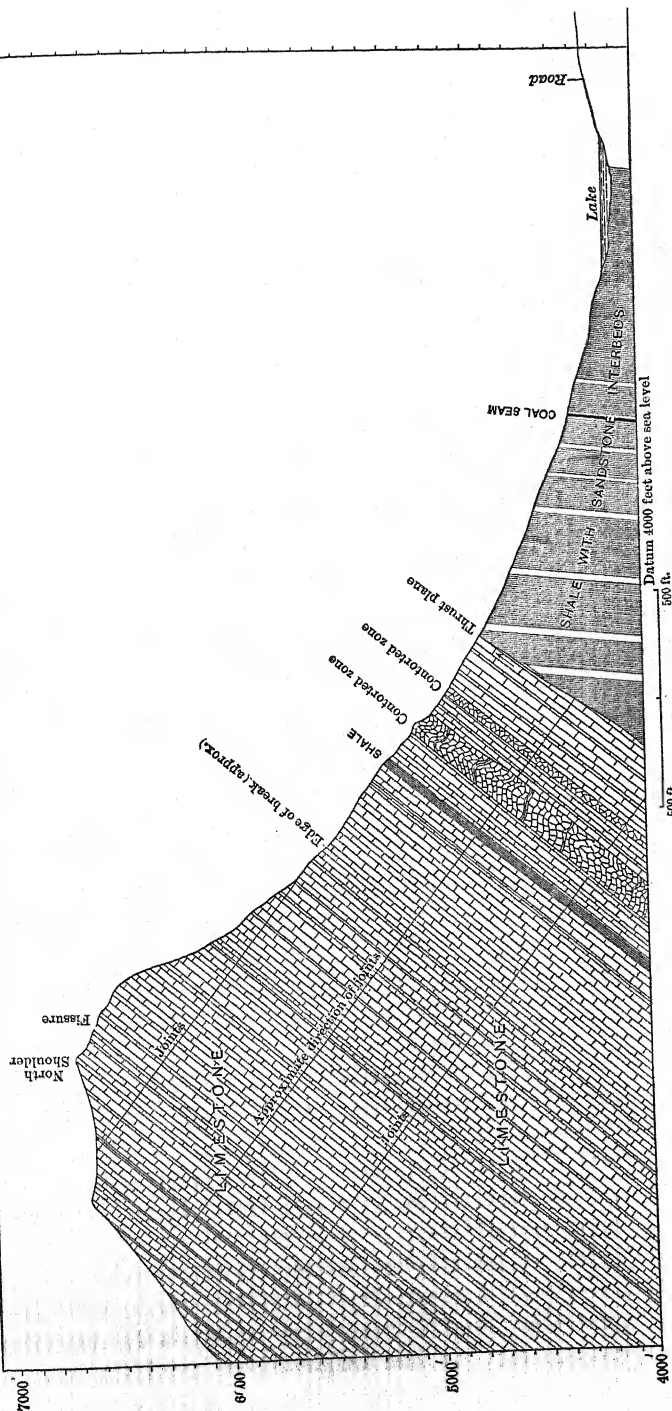 7000
6000
5000
4000
North
Shoulder
Fissure
Edge of break (approx.)
SHALE
Contorted zone
Contorted zone
Thrust plane
COAL SEAM
Lake
Road
Joints
Approximate direction of joints
Joints
LIMESTONE
LIMESTONE
SHALE WITH SANDSTONE INTERBEDS
Datum 4000 feet above sea level
500 ft.
500 ft.